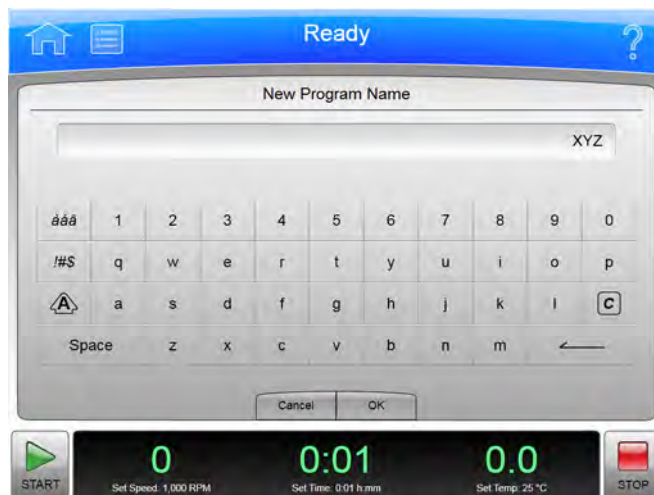 Ready
?
New Program Name
XYZ
áàâ 1 2 3 4 5 6 7 8 9 0
!#$ q w e r t y u i o p
A a s d f g h j k l C
Space z x c v b n m
Cancel OK
0 0:01 0.0
START Set Speed: 1,000 RPM Set Time: 0:01 h:mm Set Temp: 25 °C STOP